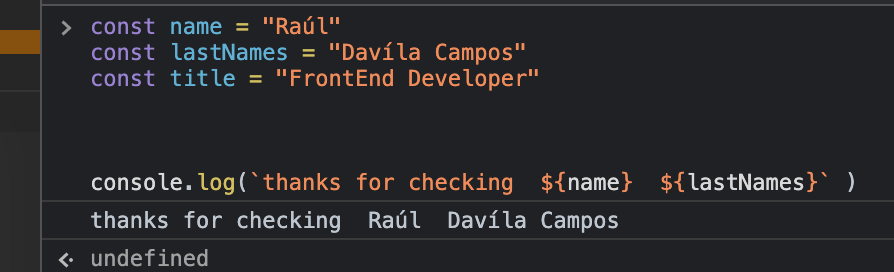 const name = "Raúl"
const lastNames = "Davíla Campos"
const title = "FrontEnd Developer"
console.log(`thanks for checking  ${name}  ${lastNames}` )
thanks for checking  Raúl  Davíla Campos
undefined